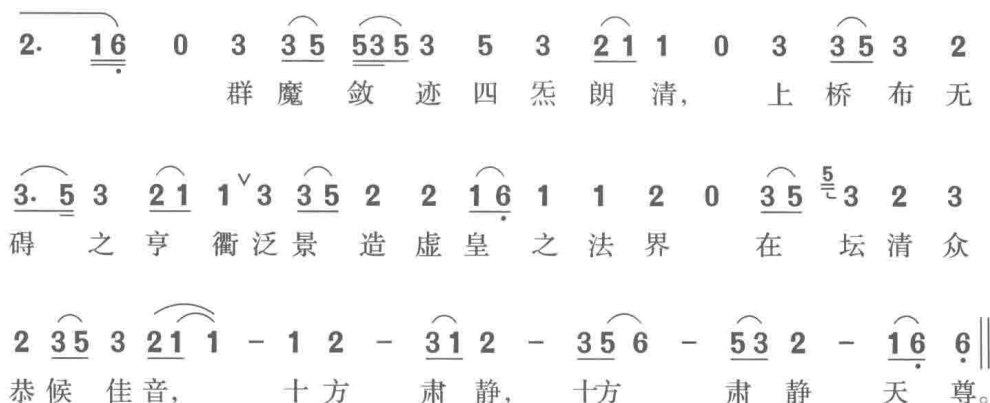 2. 16 0 3 35 535 3 5 3 21 1 0 3 35 3 2
群魔敛迹四炁朗清，上桥布无
3. 5 3 21 1 ∨ 3 35 2 2 16 1 1 2 0 35 5 3 2 3
碍之亨衢泛景造虚皇之法界在坛清众
2 35 3 21 1 – 1 2 – 31 2 – 35 6 – 53 2 – 16 6
恭候佳音，十方肃静，十方肃静天尊。